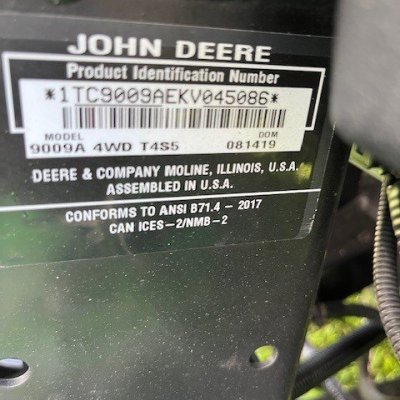 JOHN DEERE
Product Identification Number
*1TC9009AEKV045086*
MODEL DOM
9009A 4WD T4S5 081419
DEERE & COMPANY MOLINE, ILLINOIS, U.S.A.
ASSEMBLED IN U.S.A.
CONFORMS TO ANSI B71.4 - 2017
CAN ICES-2/NMB-2